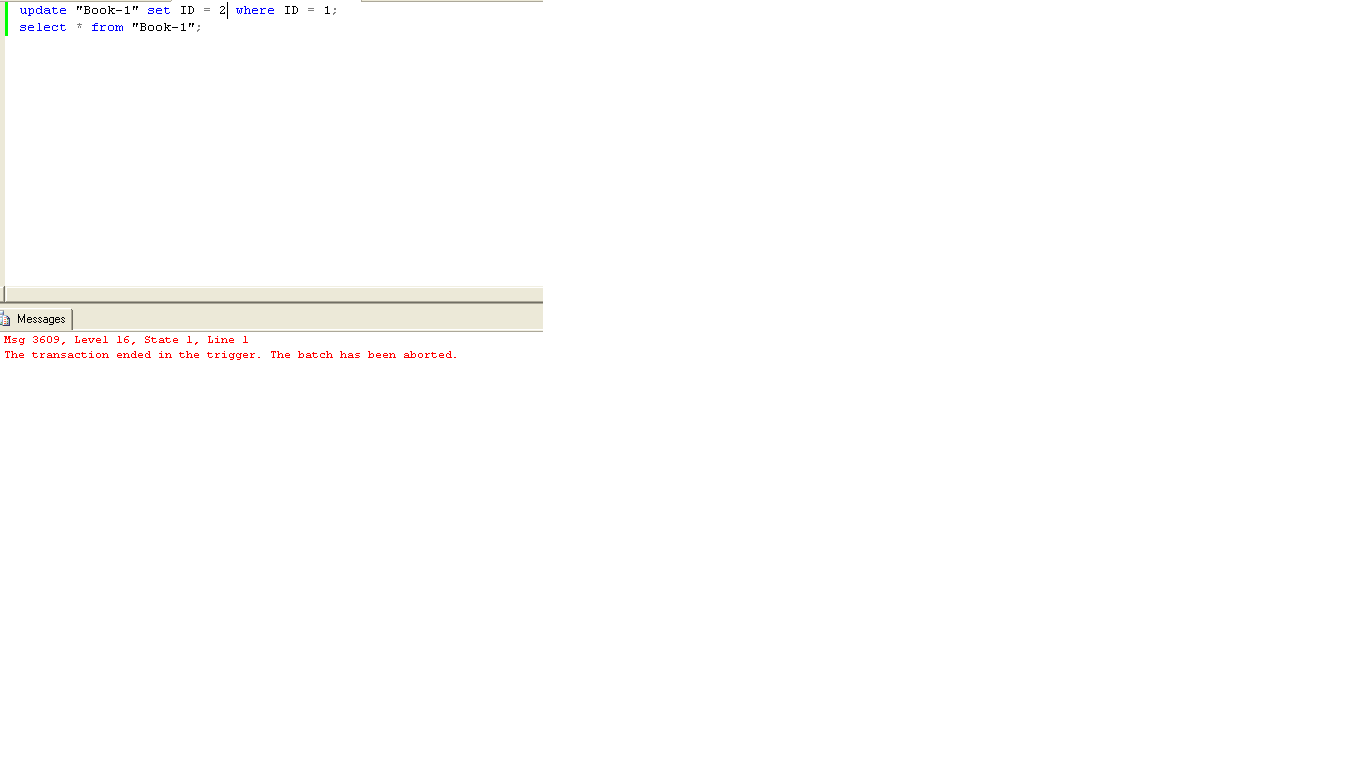 update "Book-1" set ID = 2 where ID = 1;
select * from "Book-1";
Messages
Msg 3609, Level 16, State 1, Line 1
The transaction ended in the trigger. The batch has been aborted.